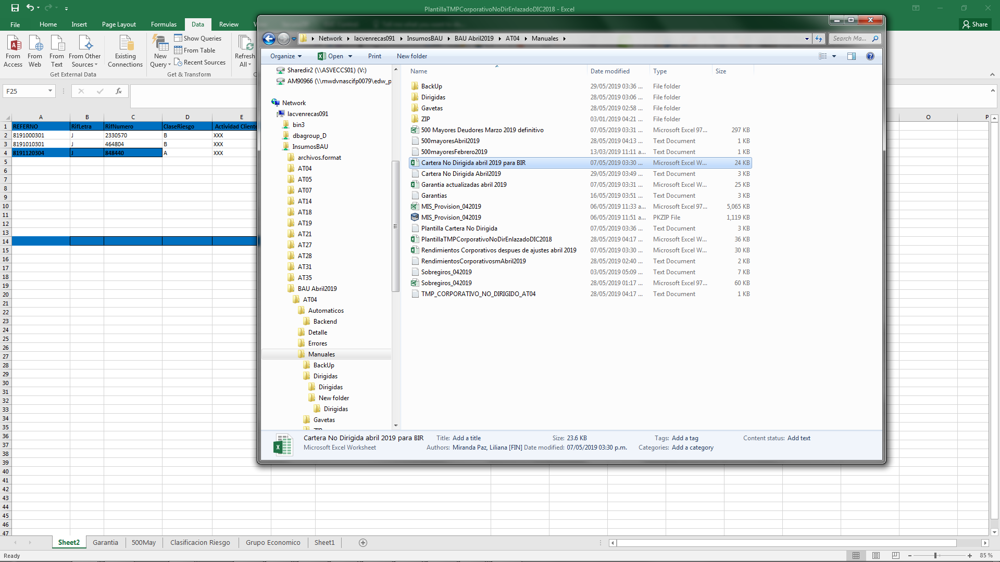 PlantillaTMPCorporativoNoDirEnlazadoDIC2018 - Excel
File Home Insert Page Layout Formulas Data Review
Share
From Access
From Web
From Text
From Other Sources
Existing Connections
New Query
Show Queries
From Table
Recent Sources
Refresh All
Get External Data
Get & Transform
F25
fx
A B C D E O P
1 REFERNO RifLetra RifNumero ClaseRiesgo Actividad Cliente
2 8191000301 J 2330570 B XXX
3 8191010301 J 464804 B XXX
4 8191120304 J 848440 A XXX
5
6
7
8
9
10
11
12
13
14
15
16
17
18
19
20
21
22
23
24
25
26
27
28
29
30
31
32
33
34
35
36
37
38
39
40
41
42
43
44
45
46
47
Network lacvenrecas091 InsumosBAU BAU Abril2019 AT04 Manuales
Search Ma...
Organize Open Print New folder
Sharedir2 (\\ASVECCS01) (V:)
AM90966 (\\mwdvnascifp0079\edw_p
Network
lacvenrecas091
bin3
dbagroup_D
InsumosBAU
archivos.format
AT04
AT05
AT07
AT14
AT18
AT19
AT21
AT27
AT28
AT31
AT35
BAU Abril2019
AT04
Automaticos
Backend
Detalle
Errores
Manuales
BackUp
Dirigidas
Dirigidas
New folder
Dirigidas
Gavetas
ZIP
Name Date modified Type Size
BackUp 29/05/2019 03:36 ... File folder
Dirigidas 28/05/2019 03:06 ... File folder
Gavetas 28/05/2019 02:58 ... File folder
ZIP 03/01/2019 04:21 ... File folder
500 Mayores Deudores Marzo 2019 definitivo 07/05/2019 03:31 ... Microsoft Excel 97... 297 KB
500mayoresAbril2019 28/05/2019 04:13 ... Text Document 1 KB
500mayoresFebrero2019 13/03/2019 11:11 a... Text Document 1 KB
Cartera No Dirigida abril 2019 para BIR 07/05/2019 03:30 ... Microsoft Excel W... 24 KB
Cartera No Dirigida Abril2019 29/05/2019 03:49 ... Text Document 3 KB
Garantia actualizadas abril 2019 07/05/2019 03:31 ... Microsoft Excel W... 25 KB
Garantias 16/05/2019 03:51 ... Text Document 3 KB
MIS_Provision_042019 06/05/2019 11:33 a... Microsoft Excel 97... 5,065 KB
MIS_Provision_042019 06/05/2019 11:51 a... PKZIP File 1,119 KB
Plantilla Cartera No Dirigida 07/05/2019 03:36 ... Text Document 3 KB
PlantillaTMPCorporativoNoDirEnlazadoDIC2018 28/05/2019 04:17 ... Microsoft Excel W... 36 KB
Rendimientos Corporativos despues de ajustes abril 2019 07/05/2019 03:30 ... Microsoft Excel W... 30 KB
RendimientosCorporativosmAbril2019 28/05/2019 02:40 ... Text Document 2 KB
Sobregiros_042019 03/05/2019 05:09 ... Text Document 7 KB
Sobregiros_042019 28/05/2019 01:17 ... Microsoft Excel 97... 60 KB
TMP_CORPORATIVO_NO_DIRIGIDO_AT04 28/05/2019 04:17 ... Text Document 1 KB
Cartera No Dirigida abril 2019 para BIR Title: Add a title Size: 23.6 KB Tags: Add a tag Content status: Add text
Microsoft Excel Worksheet Authors: Miranda Paz, Liliana [FIN] Date modified: 07/05/2019 03:30 p.m. Categories: Add a category
Sheet2 Garantia 500May Clasificacion Riesgo Grupo Economico Sheet1
Ready
85 %